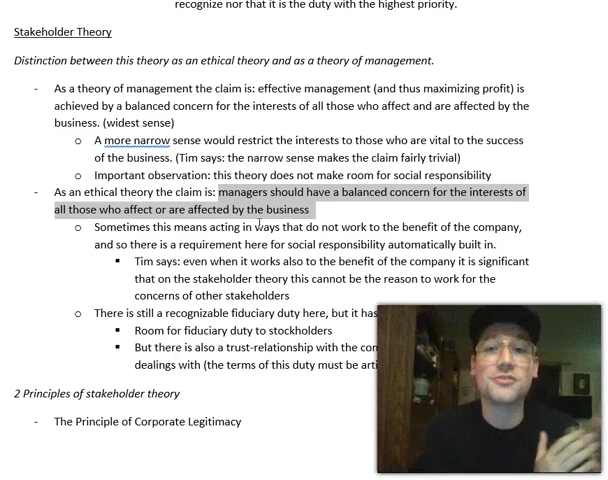 recognize nor that it is the duty with the highest priority.
Stakeholder Theory
Distinction between this theory as an ethical theory and as a theory of management.
- As a theory of management the claim is: effective management (and thus maximizing profit) is
achieved by a balanced concern for the interests of all those who affect and are affected by the
business. (widest sense)
o A more narrow sense would restrict the interests to those who are vital to the success
of the business. (Tim says: the narrow sense makes the claim fairly trivial)
o Important observation: this theory does not make room for social responsibility
- As an ethical theory the claim is: managers should have a balanced concern for the interests of
all those who affect or are affected by the business
o Sometimes this means acting in ways that do not work to the benefit of the company,
and so there is a requirement here for social responsibility automatically built in.
▪ Tim says: even when it works also to the benefit of the company it is significant
that on the stakeholder theory this cannot be the reason to work for the
concerns of other stakeholders
o There is still a recognizable fiduciary duty here, but it has
▪ Room for fiduciary duty to stockholders
▪ But there is also a trust-relationship with the
dealings with (the terms of this duty must be
2 Principles of stakeholder theory
- The Principle of Corporate Legitimacy